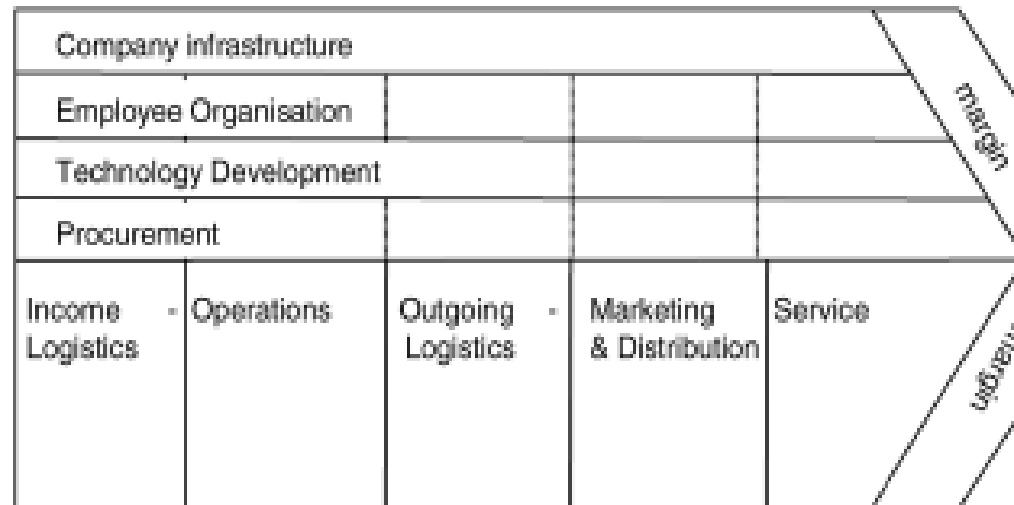 Company infrastructure
margin
Employee Organisation
Technology Development
Procurement
Income -
Logistics
Operations
Outgoing -
Logistics
Marketing
& Distribution
Service
margin